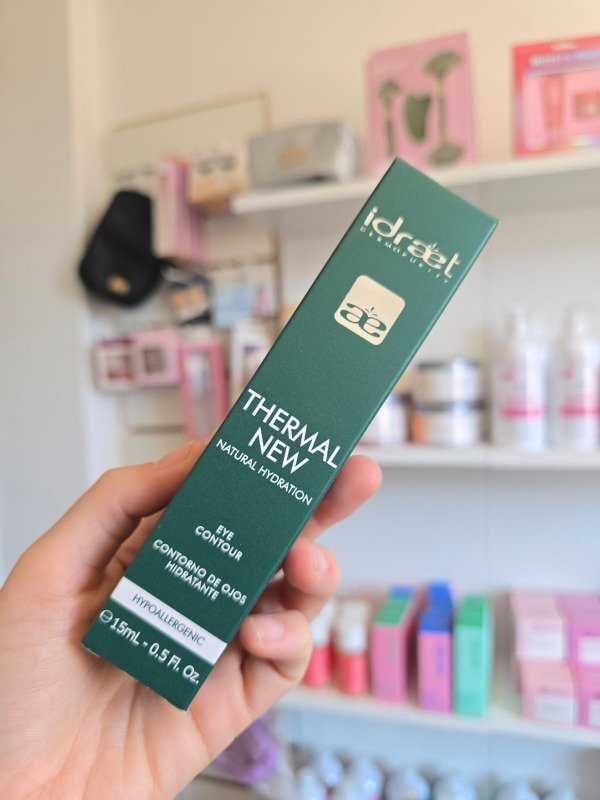 idraet
DERMOPURITY
æ
THERMAL
NEW
NATURAL HYDRATION
EYE
CONTOUR
CONTORNO DE OJOS
HIDRATANTE
HYPOALLERGENIC
℮ 15mL - 0.5 Fl. Oz.